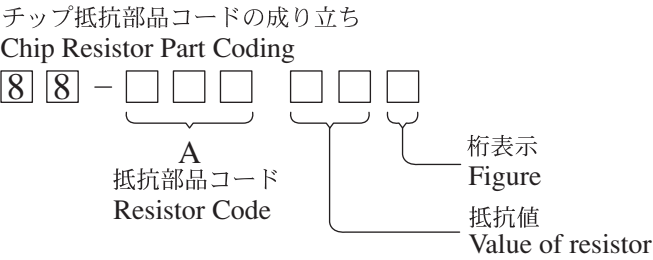 チップ抵抗部品コードの成り立ち
Chip Resistor Part Coding
8 8 - □ □ □ □ □ □
A
抵抗部品コード
Resistor Code
桁表示
Figure
抵抗値
Value of resistor